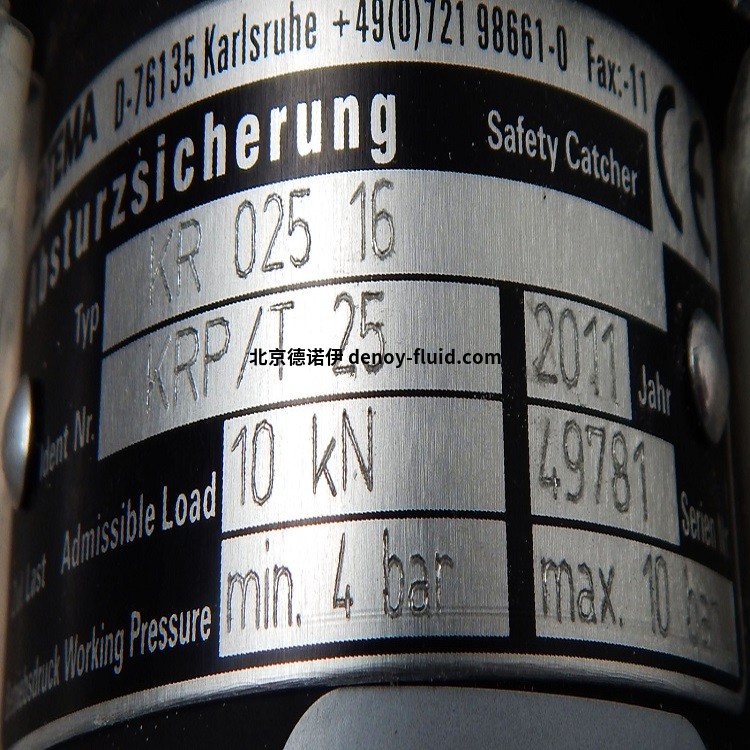 D-76135 Karlsruhe +49(0)721 98661-0 Fax:-11
Absturzsicherung Safety Catcher CE
Typ KR 025 16
Ident Nr. KRP/T 25 2011 Jahr
北京德诺伊 denoy-fluid.com
Last Admissible Load 10 kN 49781 Serien Nr.
Working Pressure min. 4 bar max. 10 bar